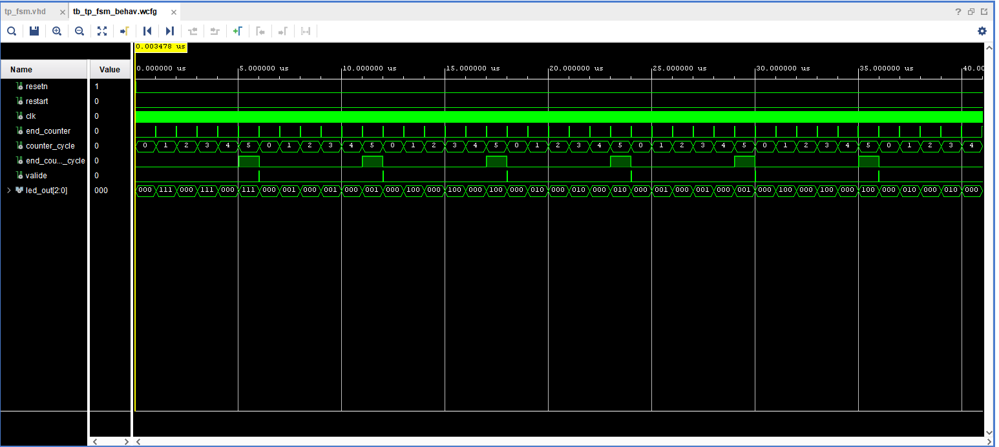 tp_fsm.vhd × tb_tp_fsm_behav.wcfg ×
?
0.003478 us
Name Value
0.000000 us 5.000000 us 10.000000 us 15.000000 us 20.000000 us 25.000000 us 30.000000 us 35.000000 us 40.00
resetn 1
restart 0
clk 0
end_counter 0
counter_cycle 0 0 1 2 3 4 5 0 1 2 3 4 5 0 1 2 3 4 5 0 1 2 3 4 5 0 1 2 3 4 5 0 1 2 3 4 5 0 1 2 3 4
end_cou..._cycle 0
valide 0
led_out[2:0] 000 000 111 000 111 000 111 000 001 000 001 000 001 000 100 000 100 000 100 000 010 000 010 000 010 000 001 000 001 000 001 000 100 000 100 000 100 000 010 000 010 000